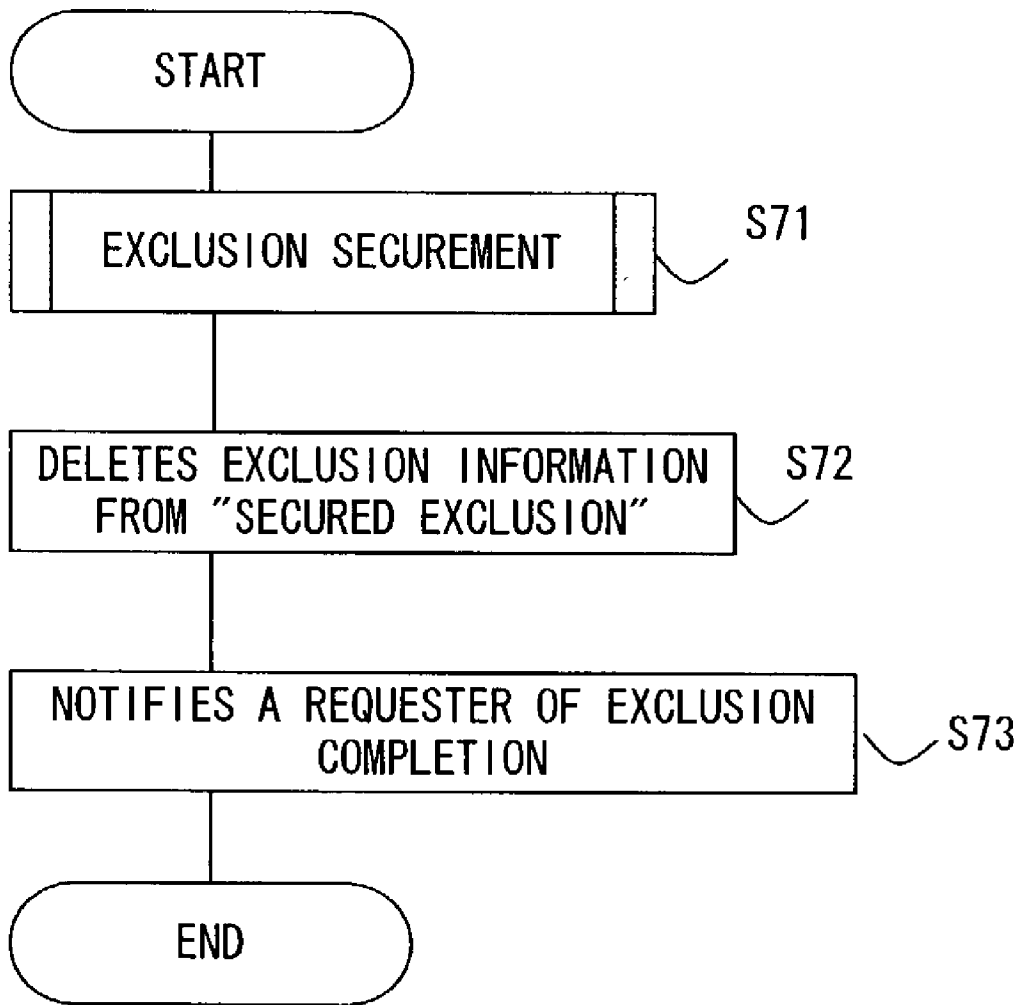 START
EXCLUSION SECUREMENT
S71
DELETES EXCLUSION INFORMATION
FROM "SECURED EXCLUSION"
S72
NOTIFIES A REQUESTER OF EXCLUSION
COMPLETION
S73
END